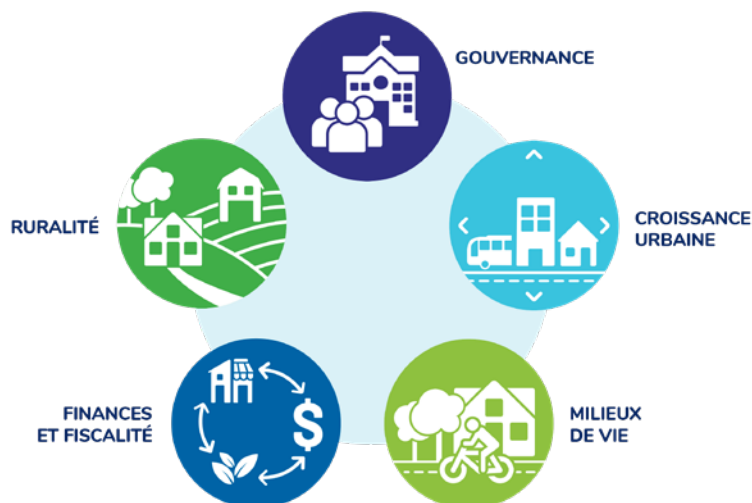 GOUVERNANCE
RURALITÉ
CROISSANCE
URBAINE
FINANCES
ET FISCALITÉ
$
MILIEUX
DE VIE